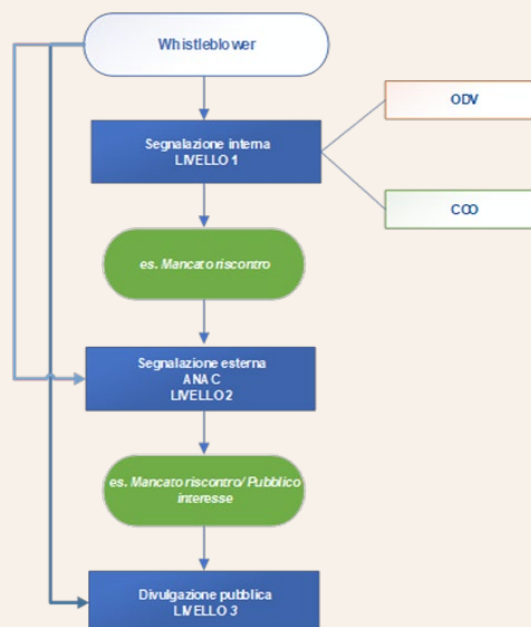 Whistleblower
ODV
Segnalazione interna
LIVELLO 1
COO
es. Mancato riscontro
Segnalazione esterna
ANAC
LIVELLO 2
es. Mancato riscontro/ Pubblico
interesse
Divulgazione pubblica
LIVELLO 3